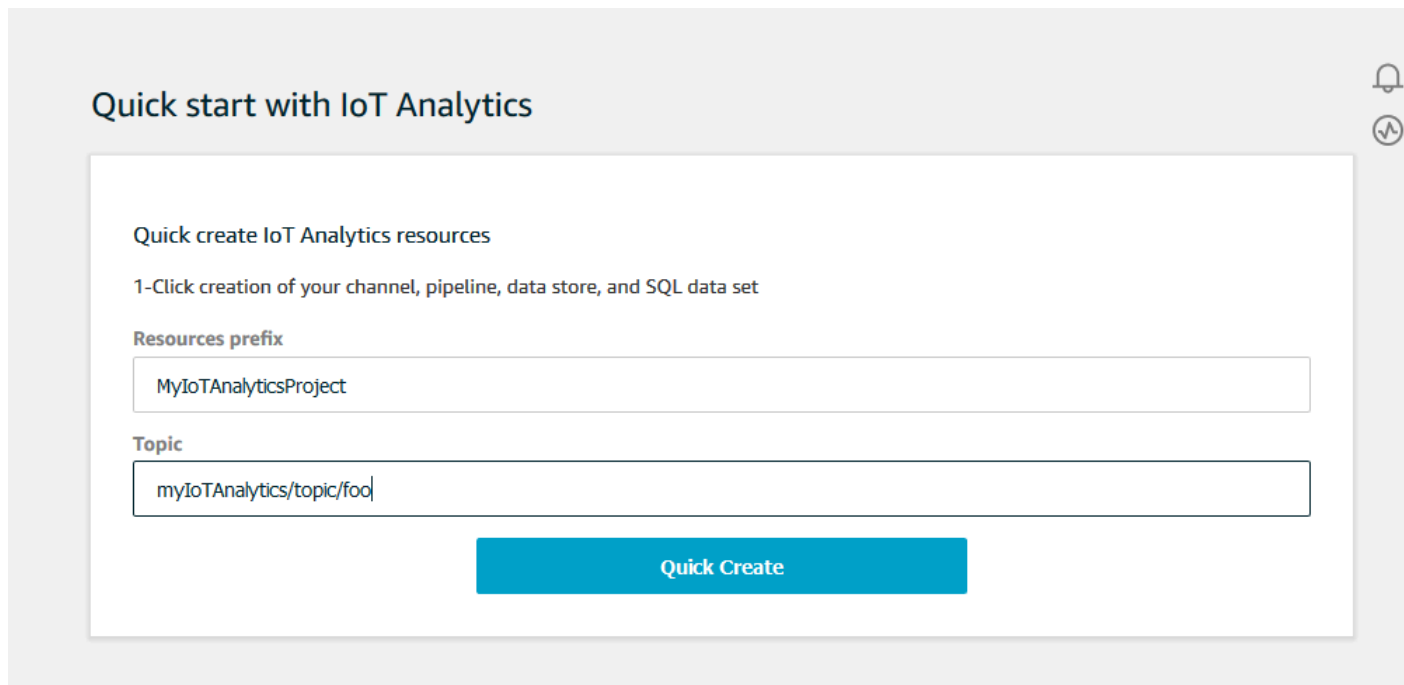 Quick start with IoT Analytics
Quick create IoT Analytics resources
1-Click creation of your channel, pipeline, data store, and SQL data set
Resources prefix
MyIoTAnalyticsProject
Topic
myIoTAnalytics/topic/foo
Quick Create